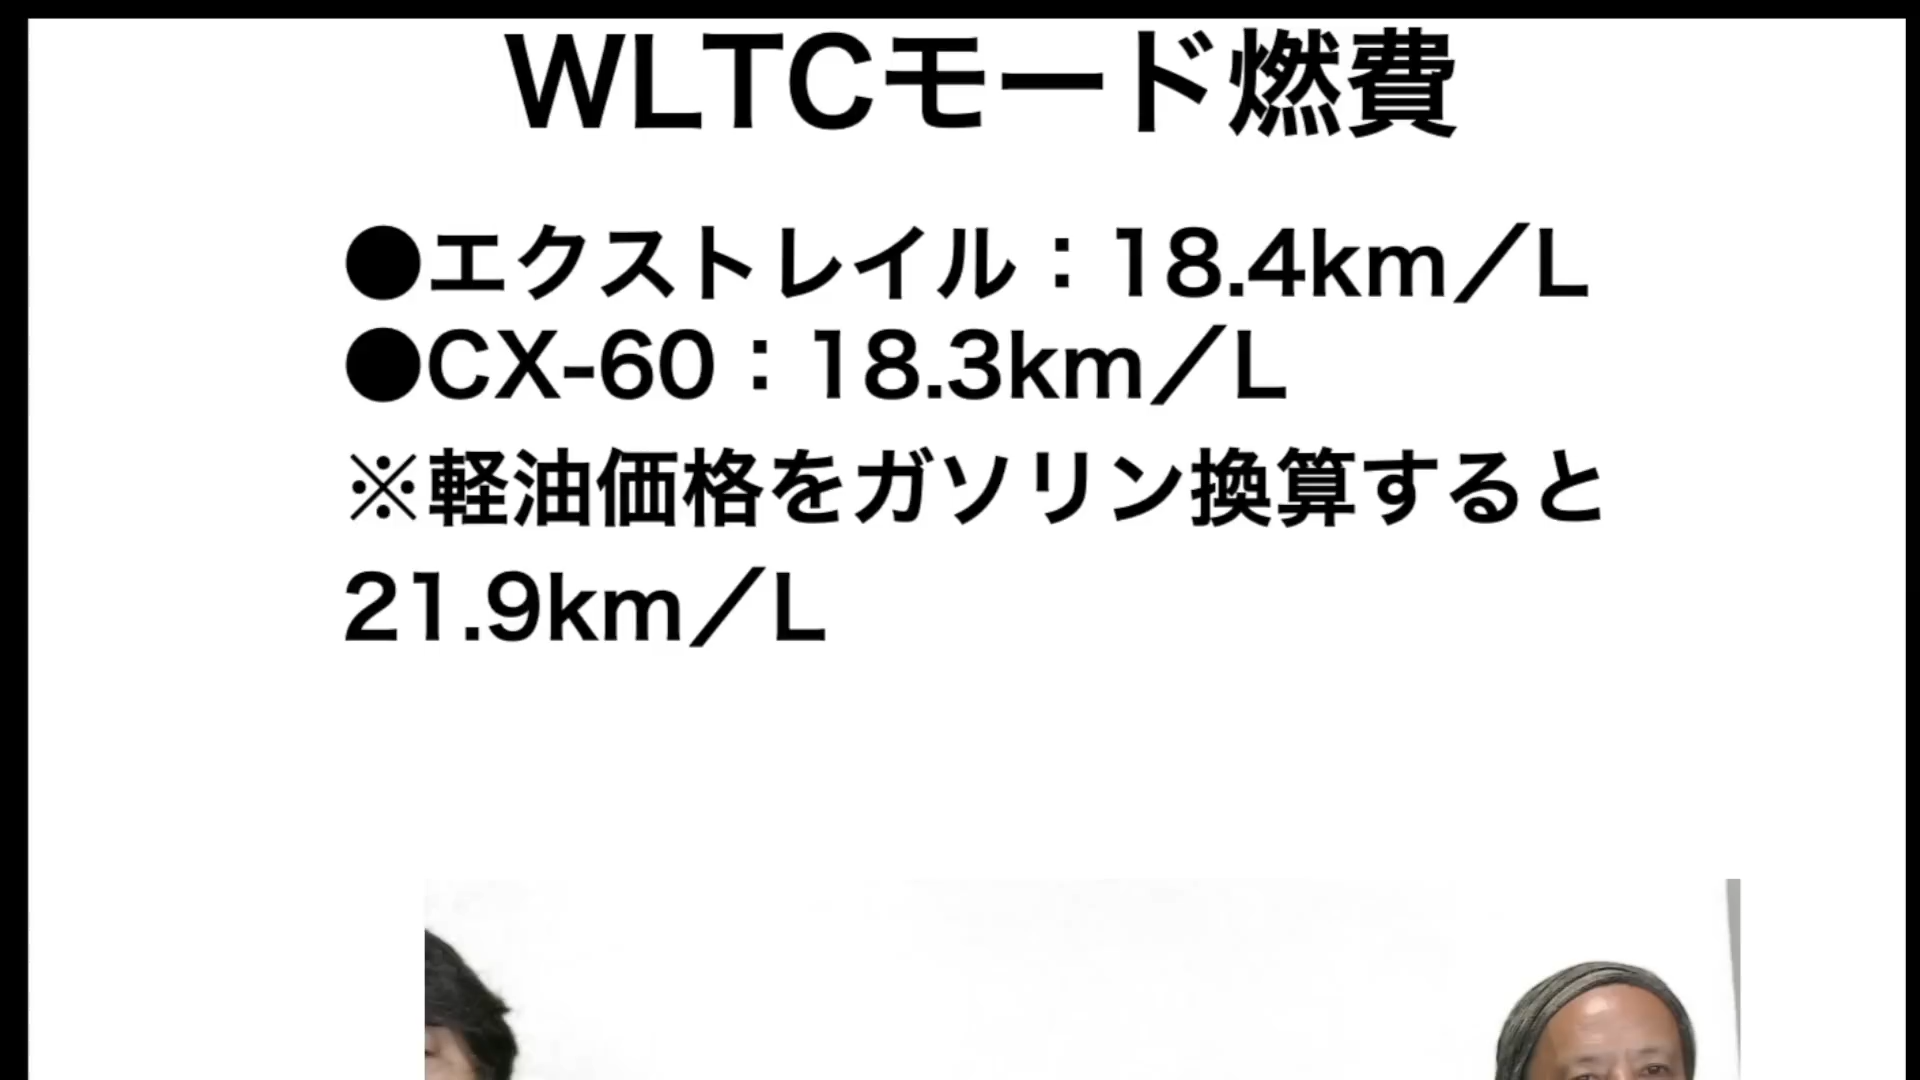 WLTCモード燃費
●エクストレイル：18.4km／L
●CX-60：18.3km／L
※軽油価格をガソリン換算すると
21.9km／L